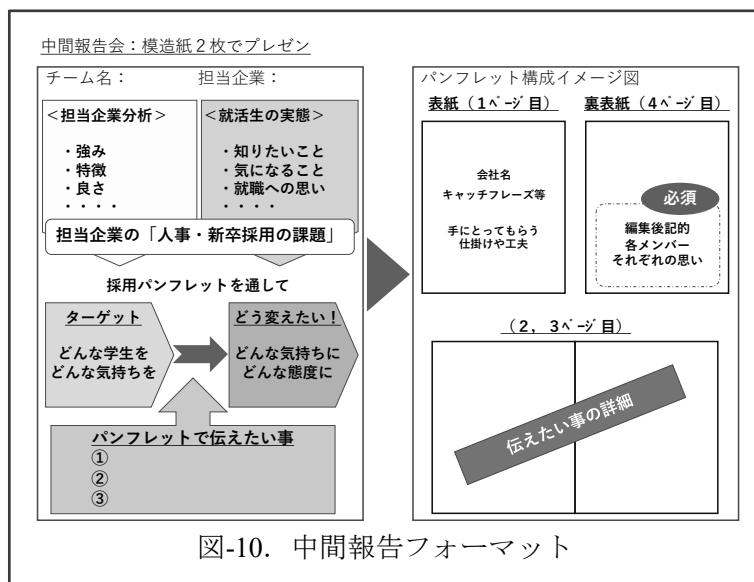 中間報告会：模造紙２枚でプレゼン
チーム名： 担当企業：
＜担当企業分析＞
・強み
・特徴
・良さ
・・・・
＜就活生の実態＞
・知りたいこと
・気になること
・就職への思い
・・・・
担当企業の「人事・新卒採用の課題」
採用パンフレットを通して
ターゲット
どんな学生を
どんな気持ちを
どう変えたい！
どんな気持ちに
どんな態度に
パンフレットで伝えたい事
①
②
③
パンフレット構成イメージ図
表紙（１ﾍﾟｰｼﾞ目）
会社名
キャッチフレーズ等
手にとってもらう
仕掛けや工夫
裏表紙（４ﾍﾟｰｼﾞ目）
必須
編集後記的
各メンバー
それぞれの思い
（２，３ﾍﾟｰｼﾞ目）
伝えたい事の詳細
図-10. 中間報告フォーマット